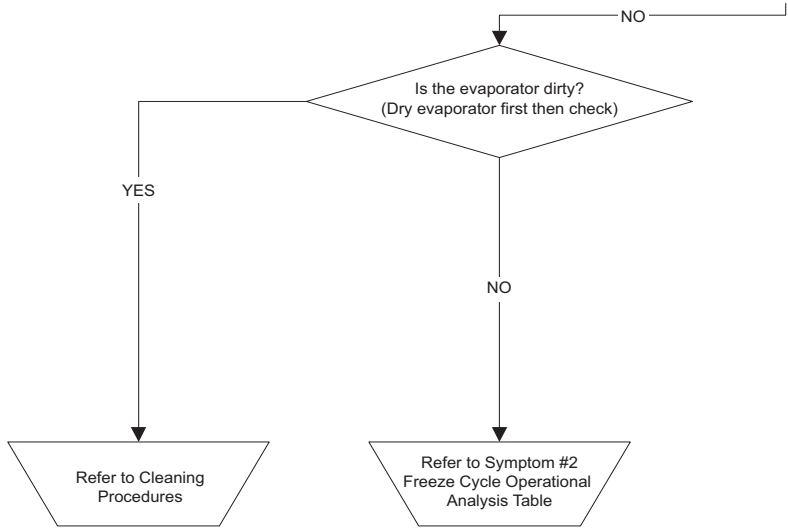 NO
Is the evaporator dirty?
(Dry evaporator first then check)
YES
NO
Refer to Cleaning
Procedures
Refer to Symptom #2
Freeze Cycle Operational
Analysis Table